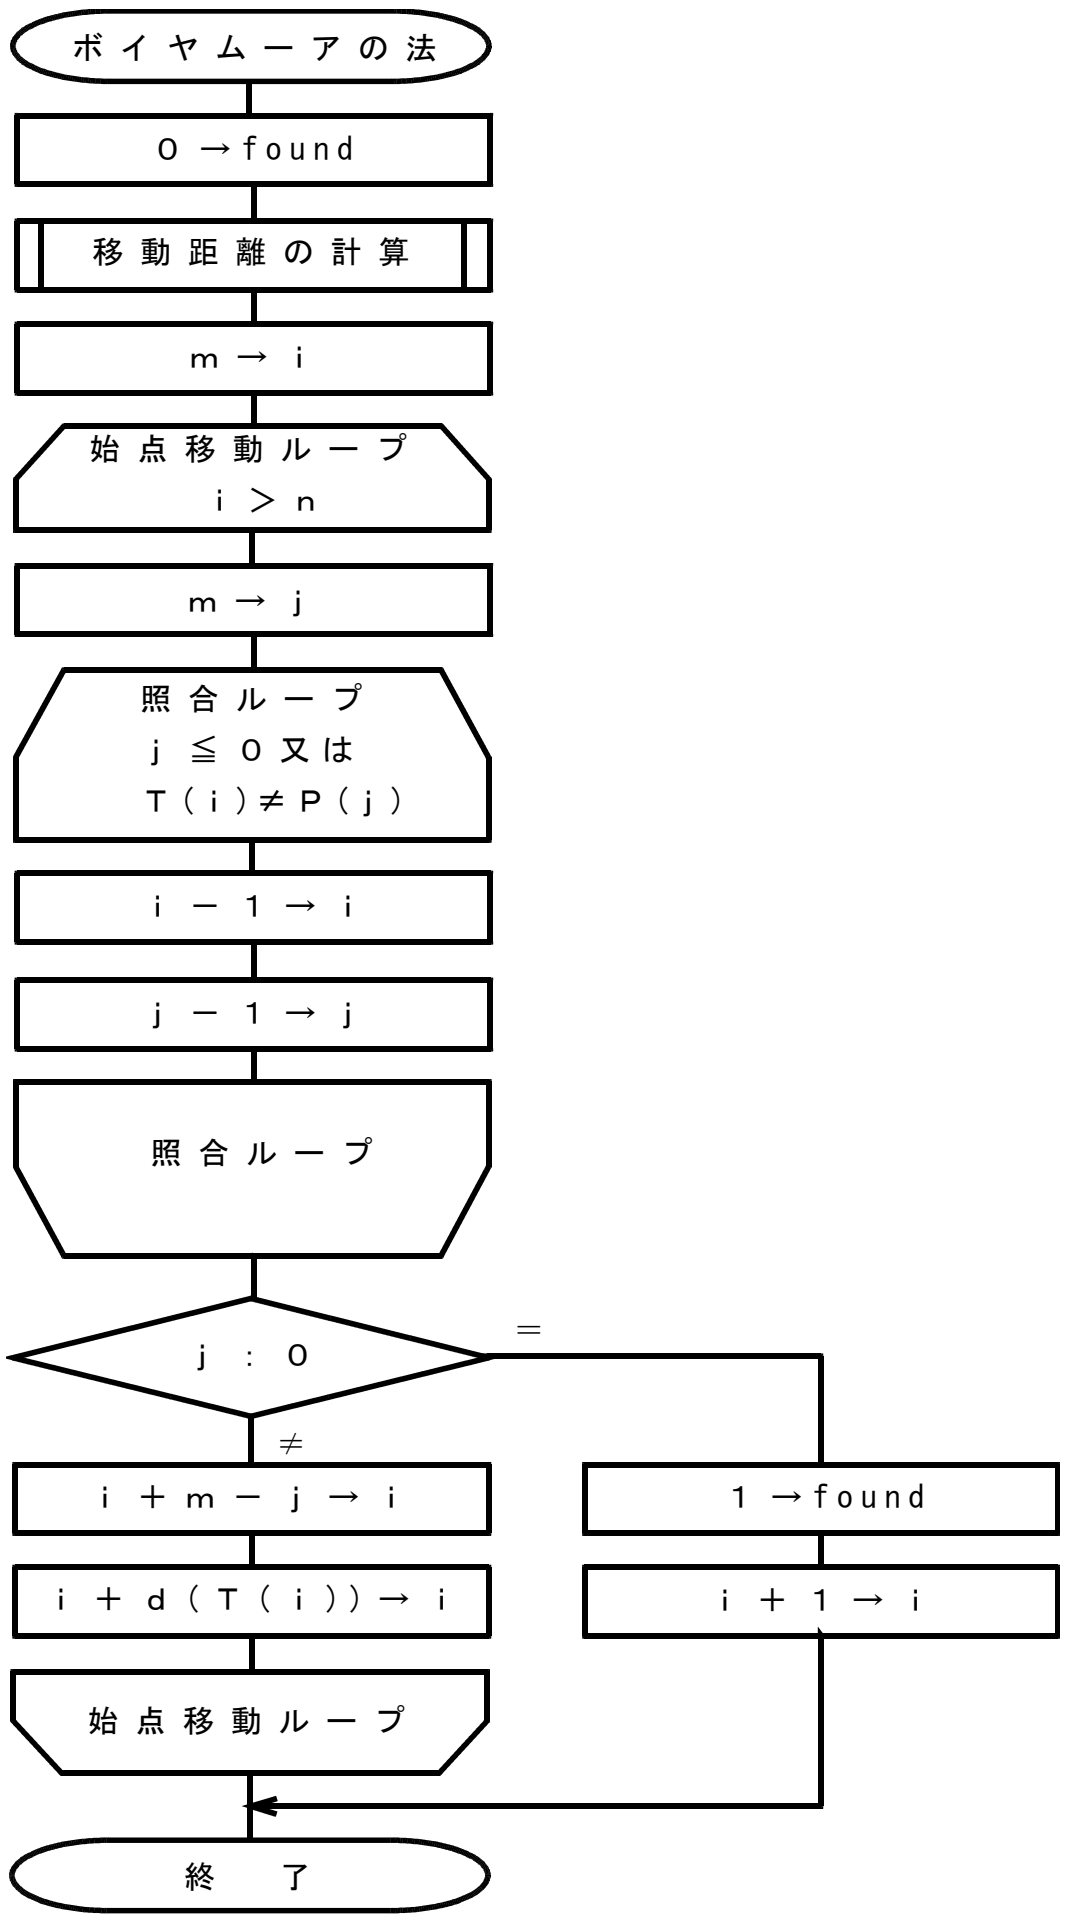 ボイヤムーアの法
0→found
移動距離の計算
m→i
始点移動ループ
i＞n
m→j
照合ループ
j≦0又は
T(i)≠P(j)
i－1→i
j－1→j
照合ループ
j：0
＝
≠
i＋m－j→i
1→found
i＋d(T(i))→i
i＋1→i
始点移動ループ
終　了